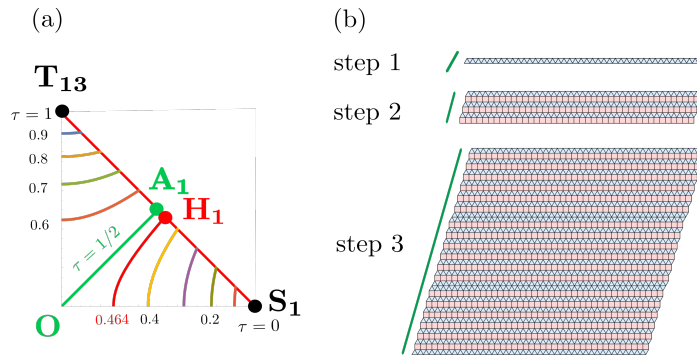 (a)
T13
τ = 1
0.9
0.8
0.7
0.6
A1
H1
τ = 1/2
O
0.464
0.4
0.2
S1
τ = 0
(b)
step 1
step 2
step 3